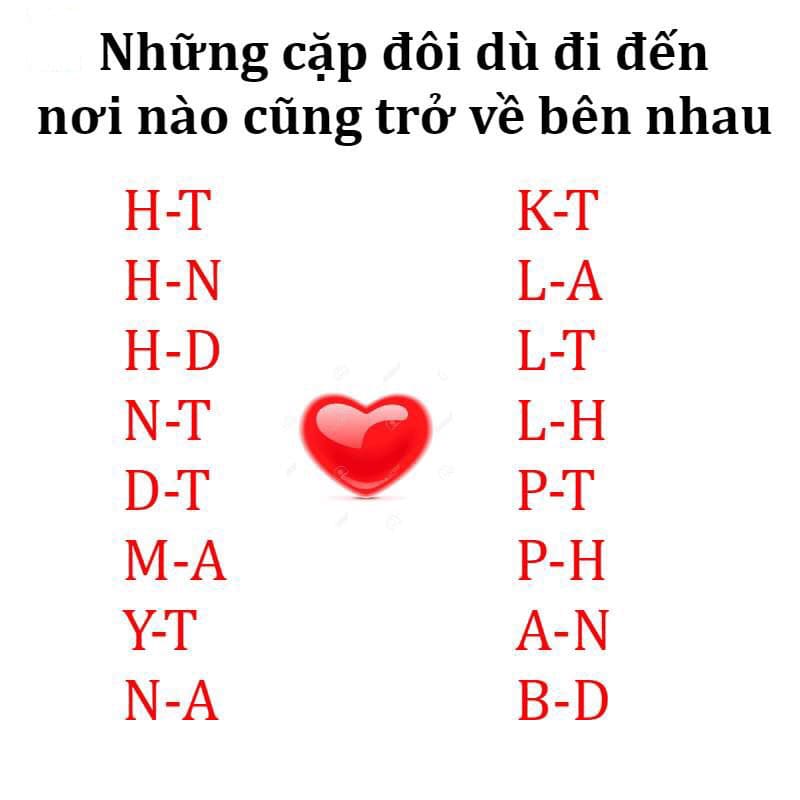 Những cặp đôi dù đi đến
nơi nào cũng trở về bên nhau
H-T
H-N
H-D
N-T
D-T
M-A
Y-T
N-A
K-T
L-A
L-T
L-H
P-T
P-H
A-N
B-D